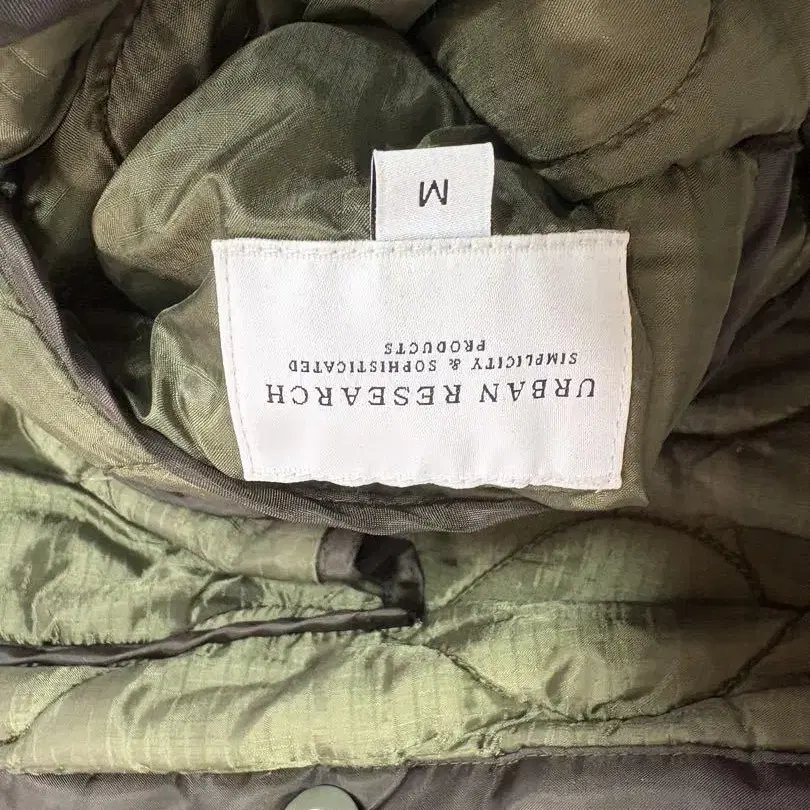 URBAN RESEARCH
SIMPLICITY & SOPHISTICATED
PRODUCTS
M